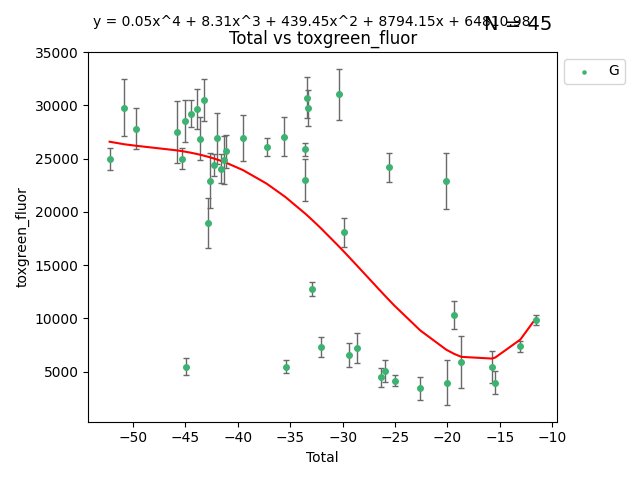 y = 0.05x^4 + 8.31x^3 + 439.45x^2 + 8794.15x + 64810.98
N = 45
Total vs toxgreen_fluor
G
35000
30000
25000
20000
15000
10000
5000
toxgreen_fluor
−50 −45 −40 −35 −30 −25 −20 −15 −10
Total